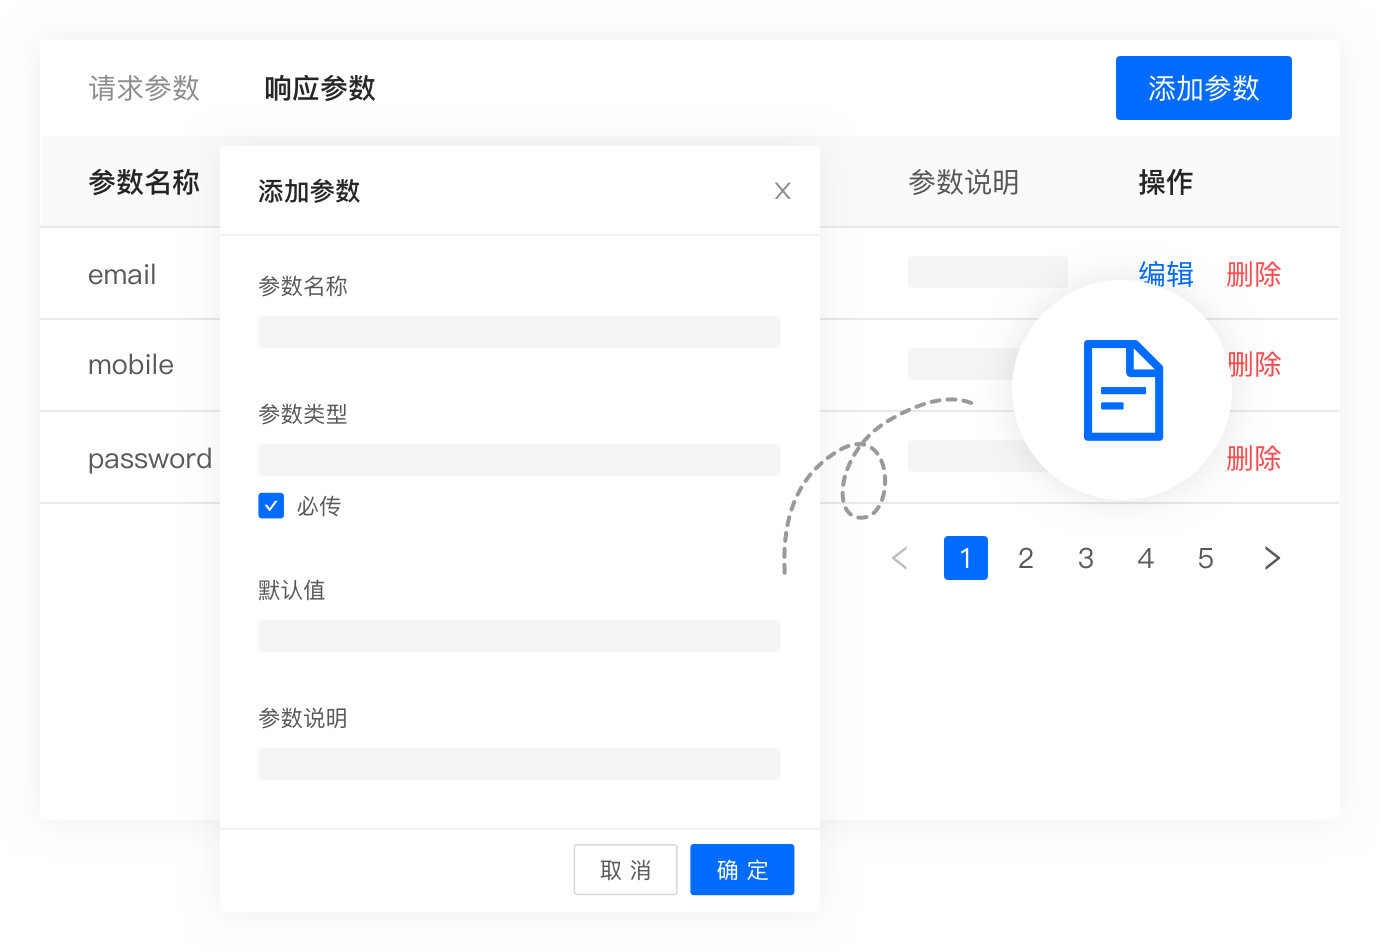 请求参数 响应参数 添加参数
参数名称 参数说明 操作
email 编辑 删除
mobile 删除
password 删除
< 1 2 3 4 5 >
添加参数 X
参数名称
参数类型
必传
默认值
参数说明
取 消 确 定